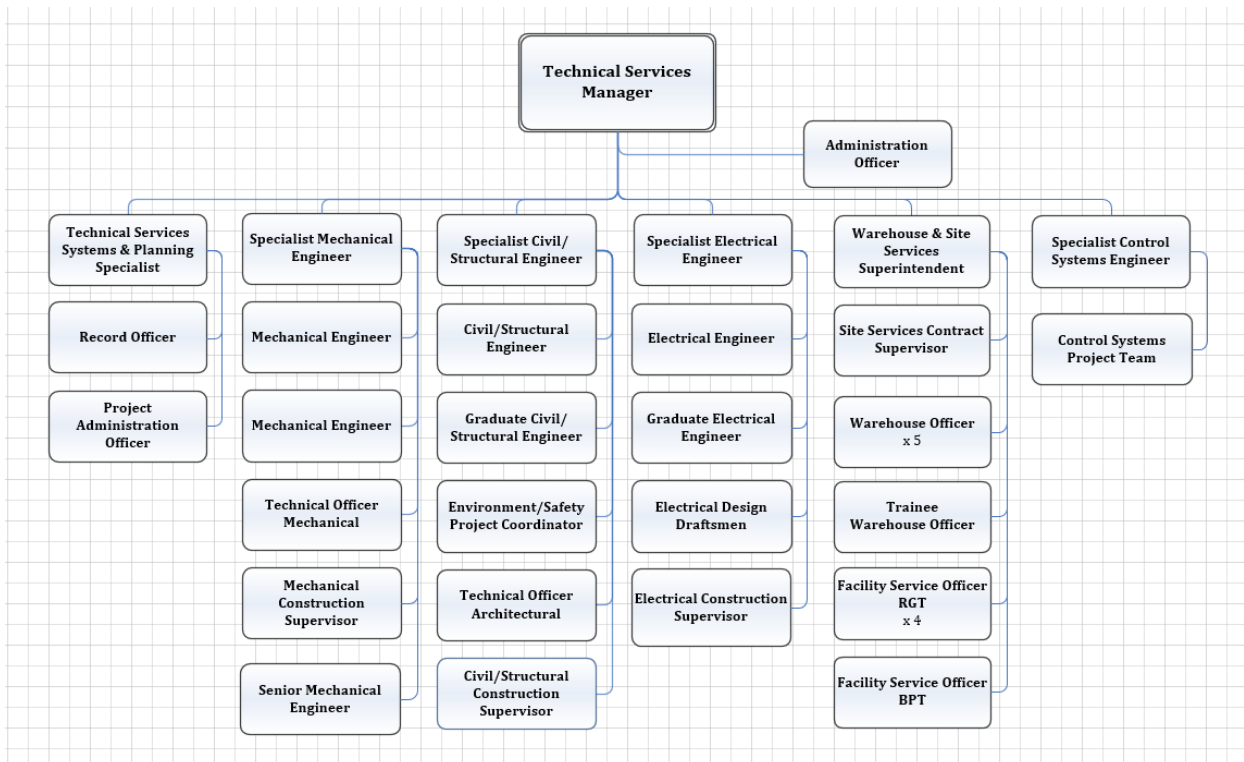 Technical Services
Manager
Administration
Officer
Technical Services
Systems & Planning
Specialist
Record Officer
Project
Administration
Officer
Specialist Mechanical
Engineer
Mechanical Engineer
Mechanical Engineer
Technical Officer
Mechanical
Mechanical
Construction
Supervisor
Senior Mechanical
Engineer
Specialist Civil/
Structural Engineer
Civil/Structural
Engineer
Graduate Civil/
Structural Engineer
Environment/Safety
Project Coordinator
Technical Officer
Architectural
Civil/Structural
Construction
Supervisor
Specialist Electrical
Engineer
Electrical Engineer
Graduate Electrical
Engineer
Electrical Design
Draftsmen
Electrical Construction
Supervisor
Warehouse & Site
Services
Superintendent
Site Services Contract
Supervisor
Warehouse Officer
x 5
Trainee
Warehouse Officer
Facility Service Officer
RGT
x 4
Facility Service Officer
BPT
Specialist Control
Systems Engineer
Control Systems
Project Team